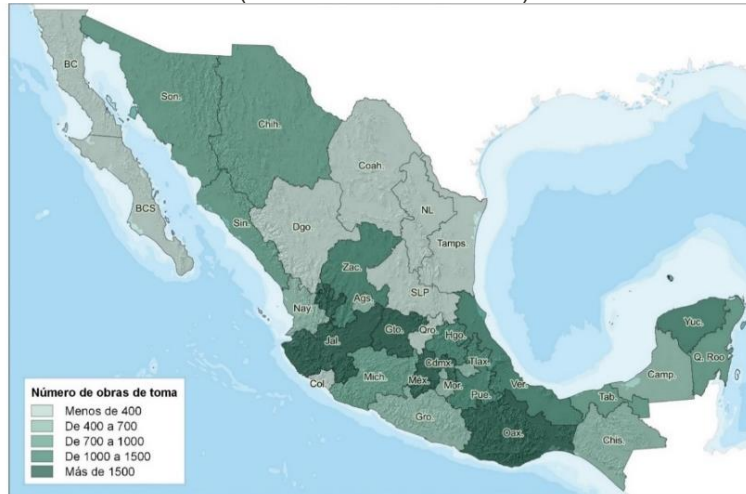 BC
Son.
Chih.
Coah.
BCS
Sin.
Dgo
NL
Tamps.
Zac.
SLP
Nay
Ags.
Jal.
Gto.
Qro.
Hgo.
Yuc.
Q. Roo
Camp.
Col.
Mich.
Méx.
Cdmx.
Tlax.
Mor.
Pue.
Ver.
Tab.
Gro.
Oax.
Chis.
Número de obras de toma
Menos de 400
De 400 a 700
De 700 a 1000
De 1000 a 1500
Más de 1500